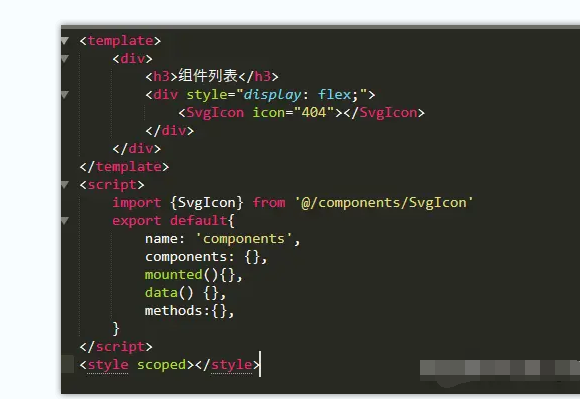 <template>
<div>
<h3>组件列表</h3>
<div style="display: flex;">
<SvgIcon icon="404"></SvgIcon>
</div>
</div>
</template>
<script>
import {SvgIcon} from '@/components/SvgIcon'
export default{
name: 'components',
components: {},
mounted(){},
data() {},
methods:{},
}
</script>
<style scoped></style>